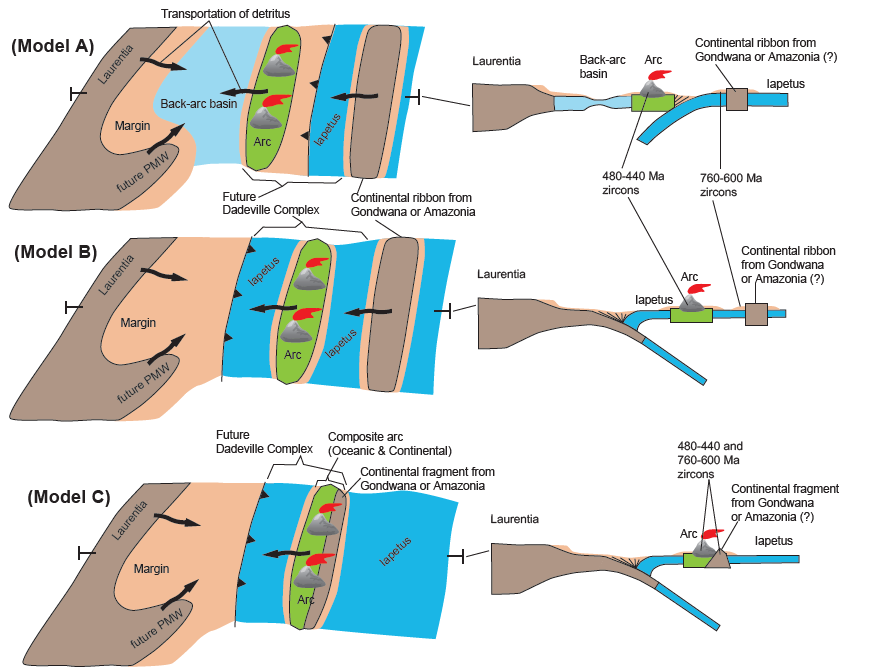 (Model A)
Transportation of detritus
Laurentia
Margin
future PMW
Back-arc basin
Arc
Iapetus
Future
Dadeville Complex
Continental ribbon from
Gondwana or Amazonia
Laurentia
Back-arc
basin
Arc
Continental ribbon from
Gondwana or Amazonia (?)
Iapetus
480-440 Ma
zircons
760-600 Ma
zircons
(Model B)
Laurentia
Margin
future PMW
Iapetus
Arc
Iapetus
Laurentia
Iapetus
Arc
Continental ribbon
from Gondwana
or Amazonia (?)
(Model C)
Future
Dadeville Complex
Composite arc
(Oceanic & Continental)
Continental fragment from
Gondwana or Amazonia
Laurentia
Margin
future PMW
Arc
Iapetus
Laurentia
480-440 and
760-600 Ma
zircons
Arc
Continental fragment
from Gondwana
or Amazonia (?)
Iapetus